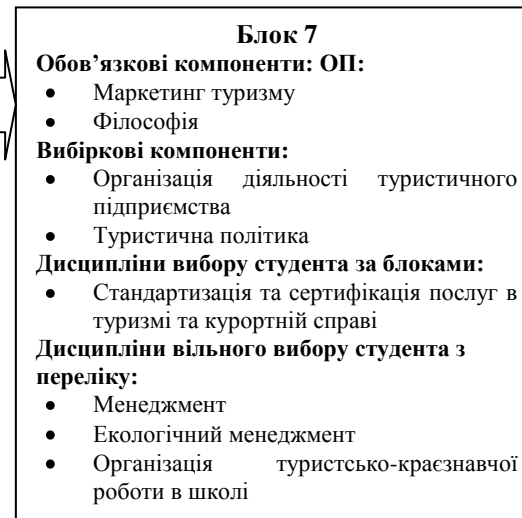 Блок 7
Обов’язкові компоненти: ОП:
• Маркетинг туризму
• Філософія
Вибіркові компоненти:
• Організація діяльності туристичного
підприємства
• Туристична політика
Дисципліни вибору студента за блоками:
• Стандартизація та сертифікація послуг в
туризмі та курортній справі
Дисципліни вільного вибору студента з
переліку:
• Менеджмент
• Екологічний менеджмент
• Організація туристсько-краєзнавчої
роботи в школі